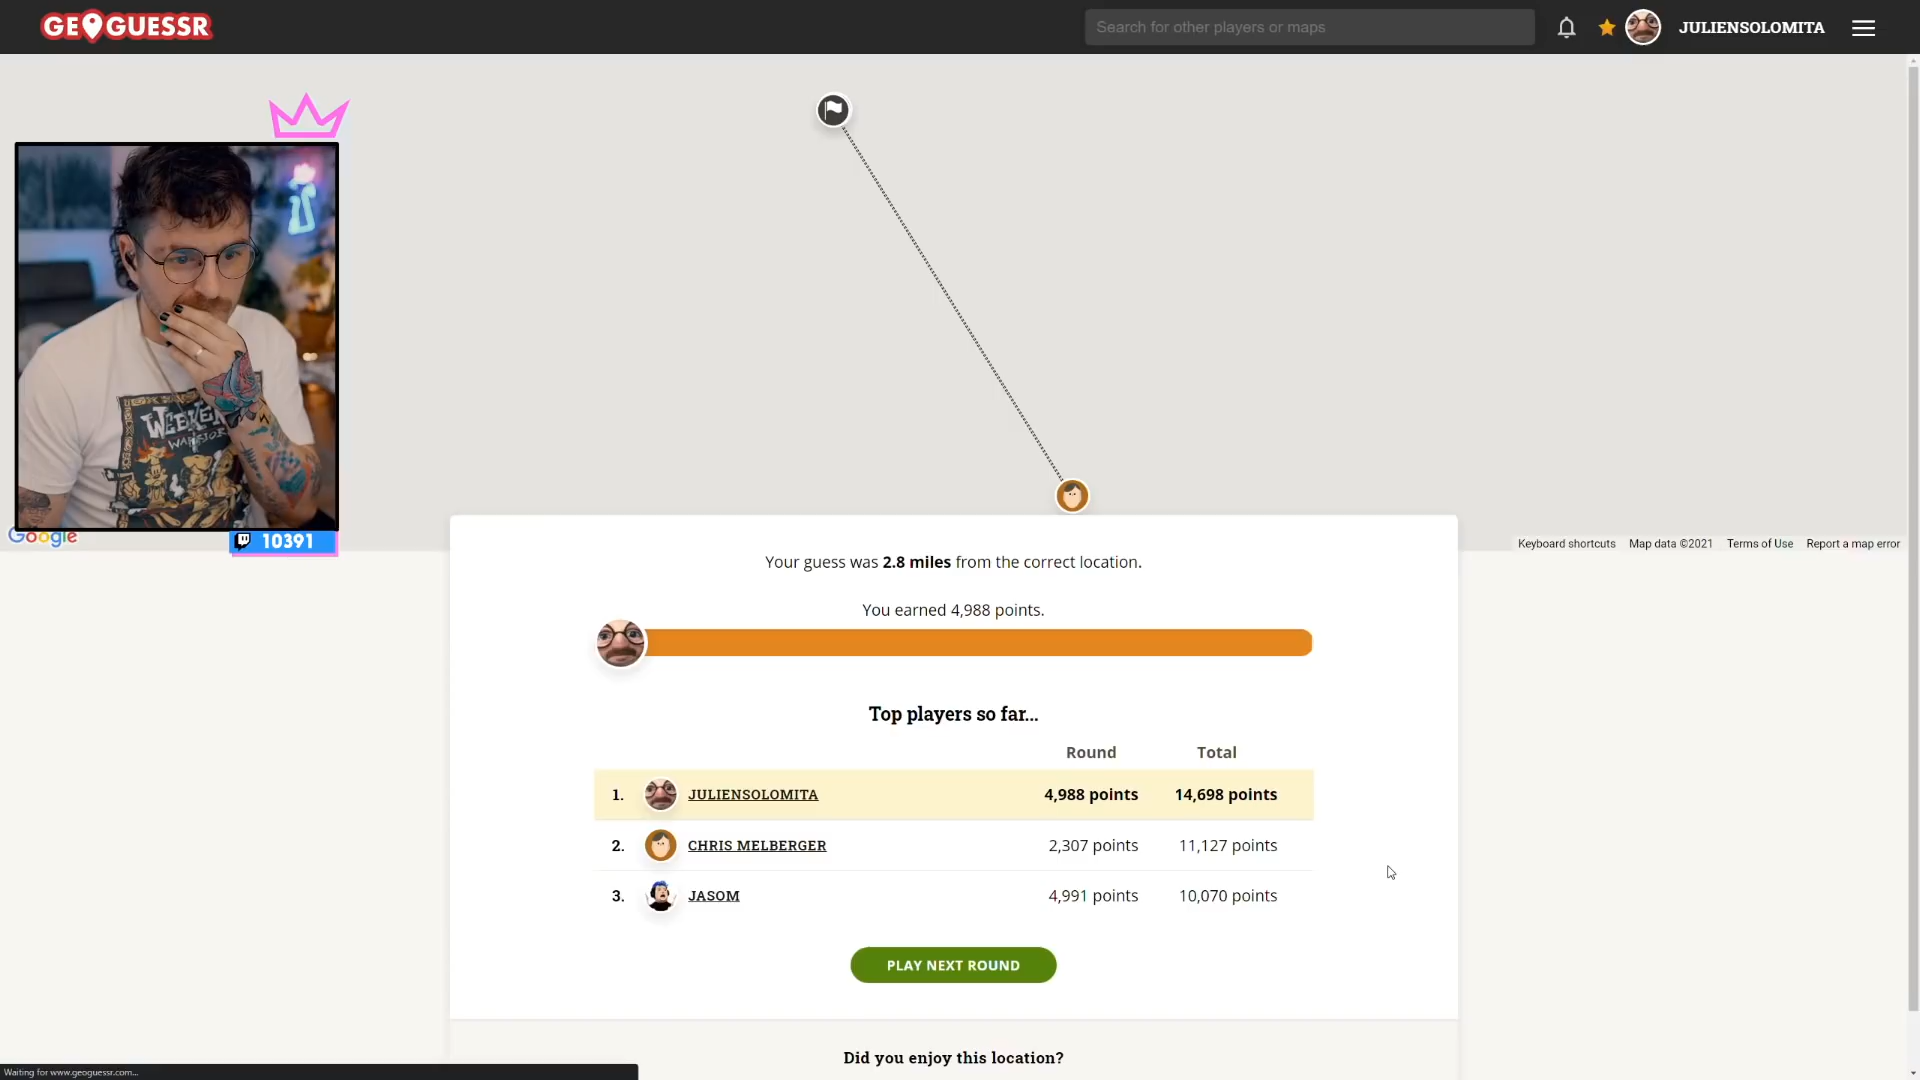 GEOGUESSR
Search for other players or maps
JULIENSOLOMITA
WEEKEN
WARRIOR
Google
10391
Keyboard shortcuts
Map data ©2021
Terms of Use
Report a map error
Your guess was 2.8 miles from the correct location.
You earned 4,988 points.
Top players so far...
Round Total
1. JULIENSOLOMITA 4,988 points 14,698 points
2. CHRIS MELBERGER 2,307 points 11,127 points
3. JASOM 4,991 points 10,070 points
PLAY NEXT ROUND
Did you enjoy this location?
Waiting for www.geoguessr.com...